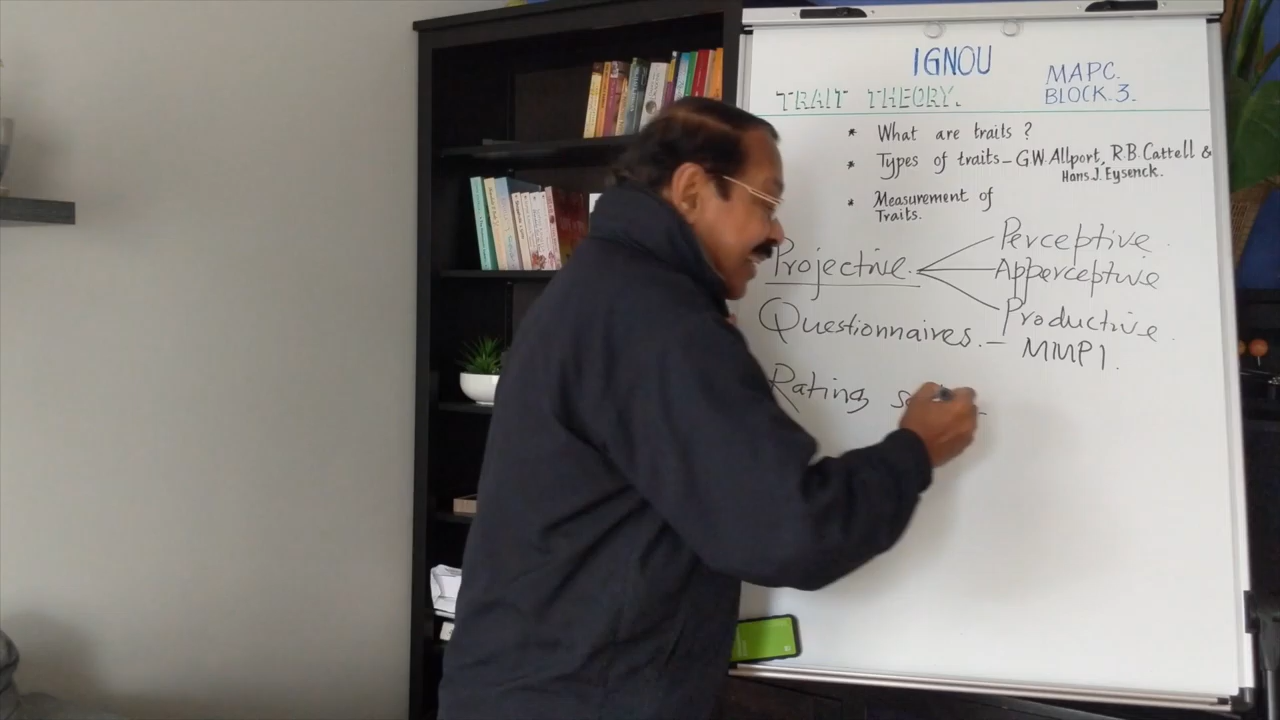 IGNOU
TRAIT THEORY.
MAPC.
BLOCK.3.
* What are traits ?
* Types of traits - G.W. Allport, R.B. Cattell &
Hans. J. Eysenck.
* Measurement of
Traits.
Projective.
Perceptive.
Apperceptive
Productive.
Questionnaires. - MMPI.
Rating